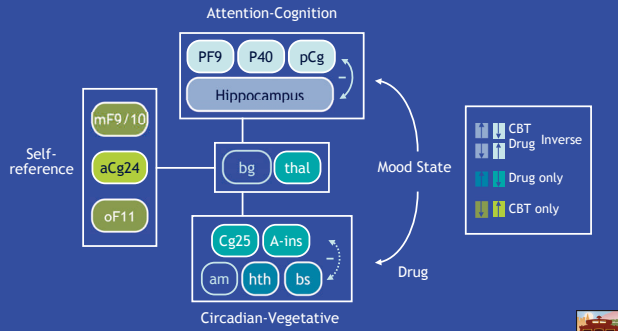 Attention-Cognition
PF9 P40 pCg
–
Hippocampus
mF9/10
Self-
reference
aCg24
oF11
bg thal
Mood State
CBT
Drug
Inverse
Drug only
CBT only
Cg25 A-ins
–
am hth bs
Drug
Circadian-Vegetative